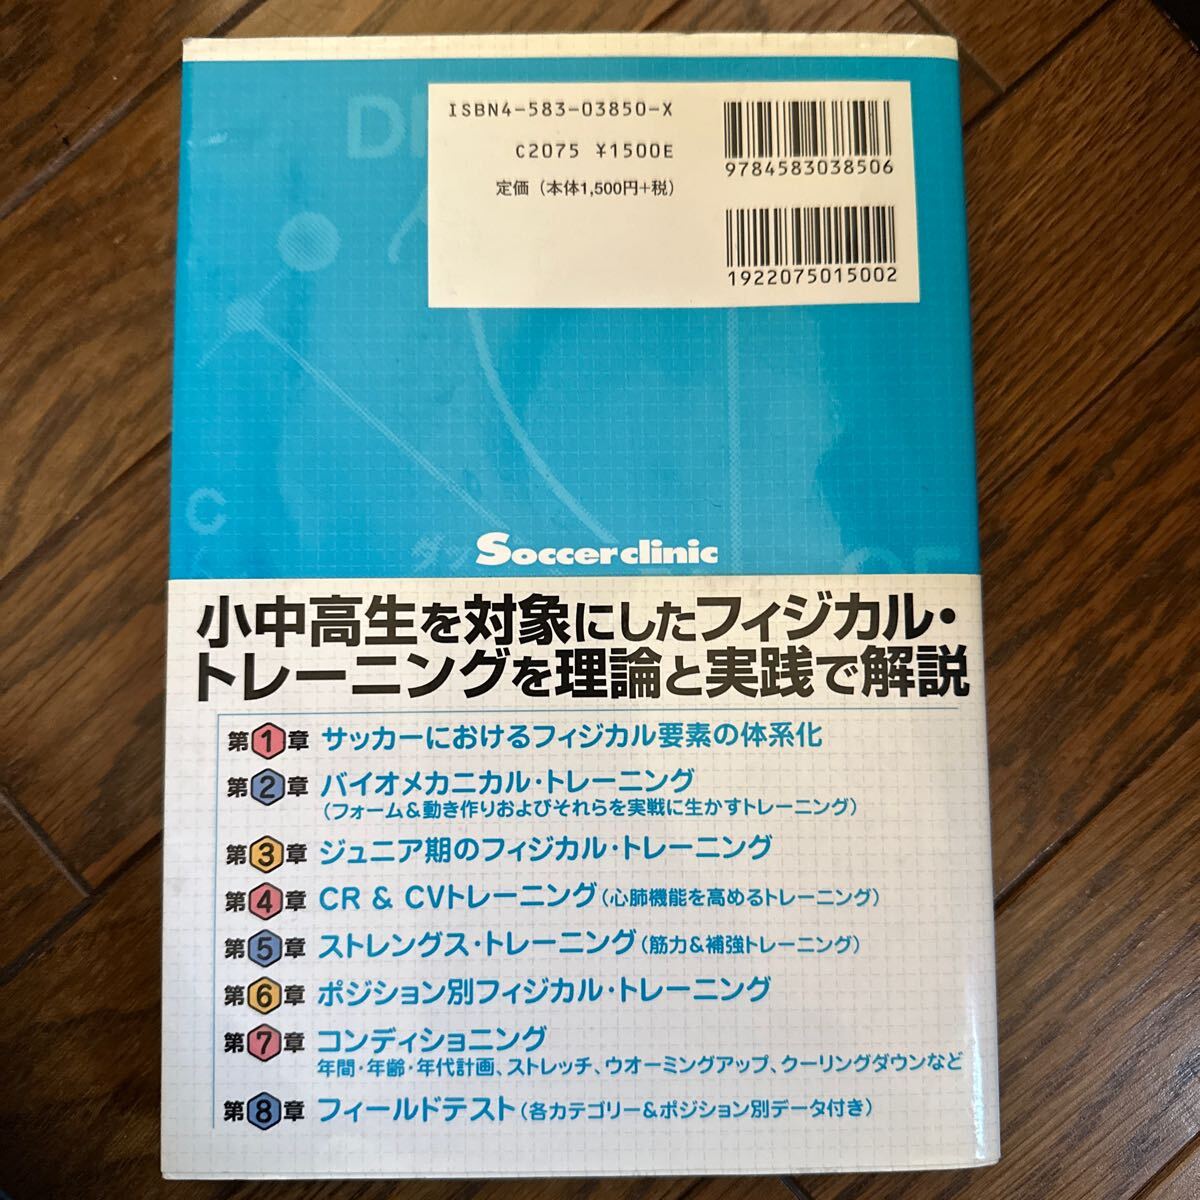 ISBN4-583-03850-X
C2075 ¥1500E
定価(本体1,500円+税)
9784583038506
1922075015002
C
Soccer clinic
小中高生を対象にしたフィジカル・
トレーニングを理論と実践で解説
第1章 サッカーにおけるフィジカル要素の体系化
第2章 バイオメカニカル・トレーニング
(フォーム&動き作りおよびそれらを実戦に生かすトレーニング)
第3章 ジュニア期のフィジカル・トレーニング
第4章 CR & CVトレーニング(心肺機能を高めるトレーニング)
第5章 ストレングス・トレーニング(筋力&補強トレーニング)
第6章 ポジション別フィジカル・トレーニング
第7章 コンディショニング
年間・年齢・年代計画、ストレッチ、ウオーミングアップ、クーリングダウンなど
第8章 フィールドテスト(各カテゴリー&ポジション別データ付き)